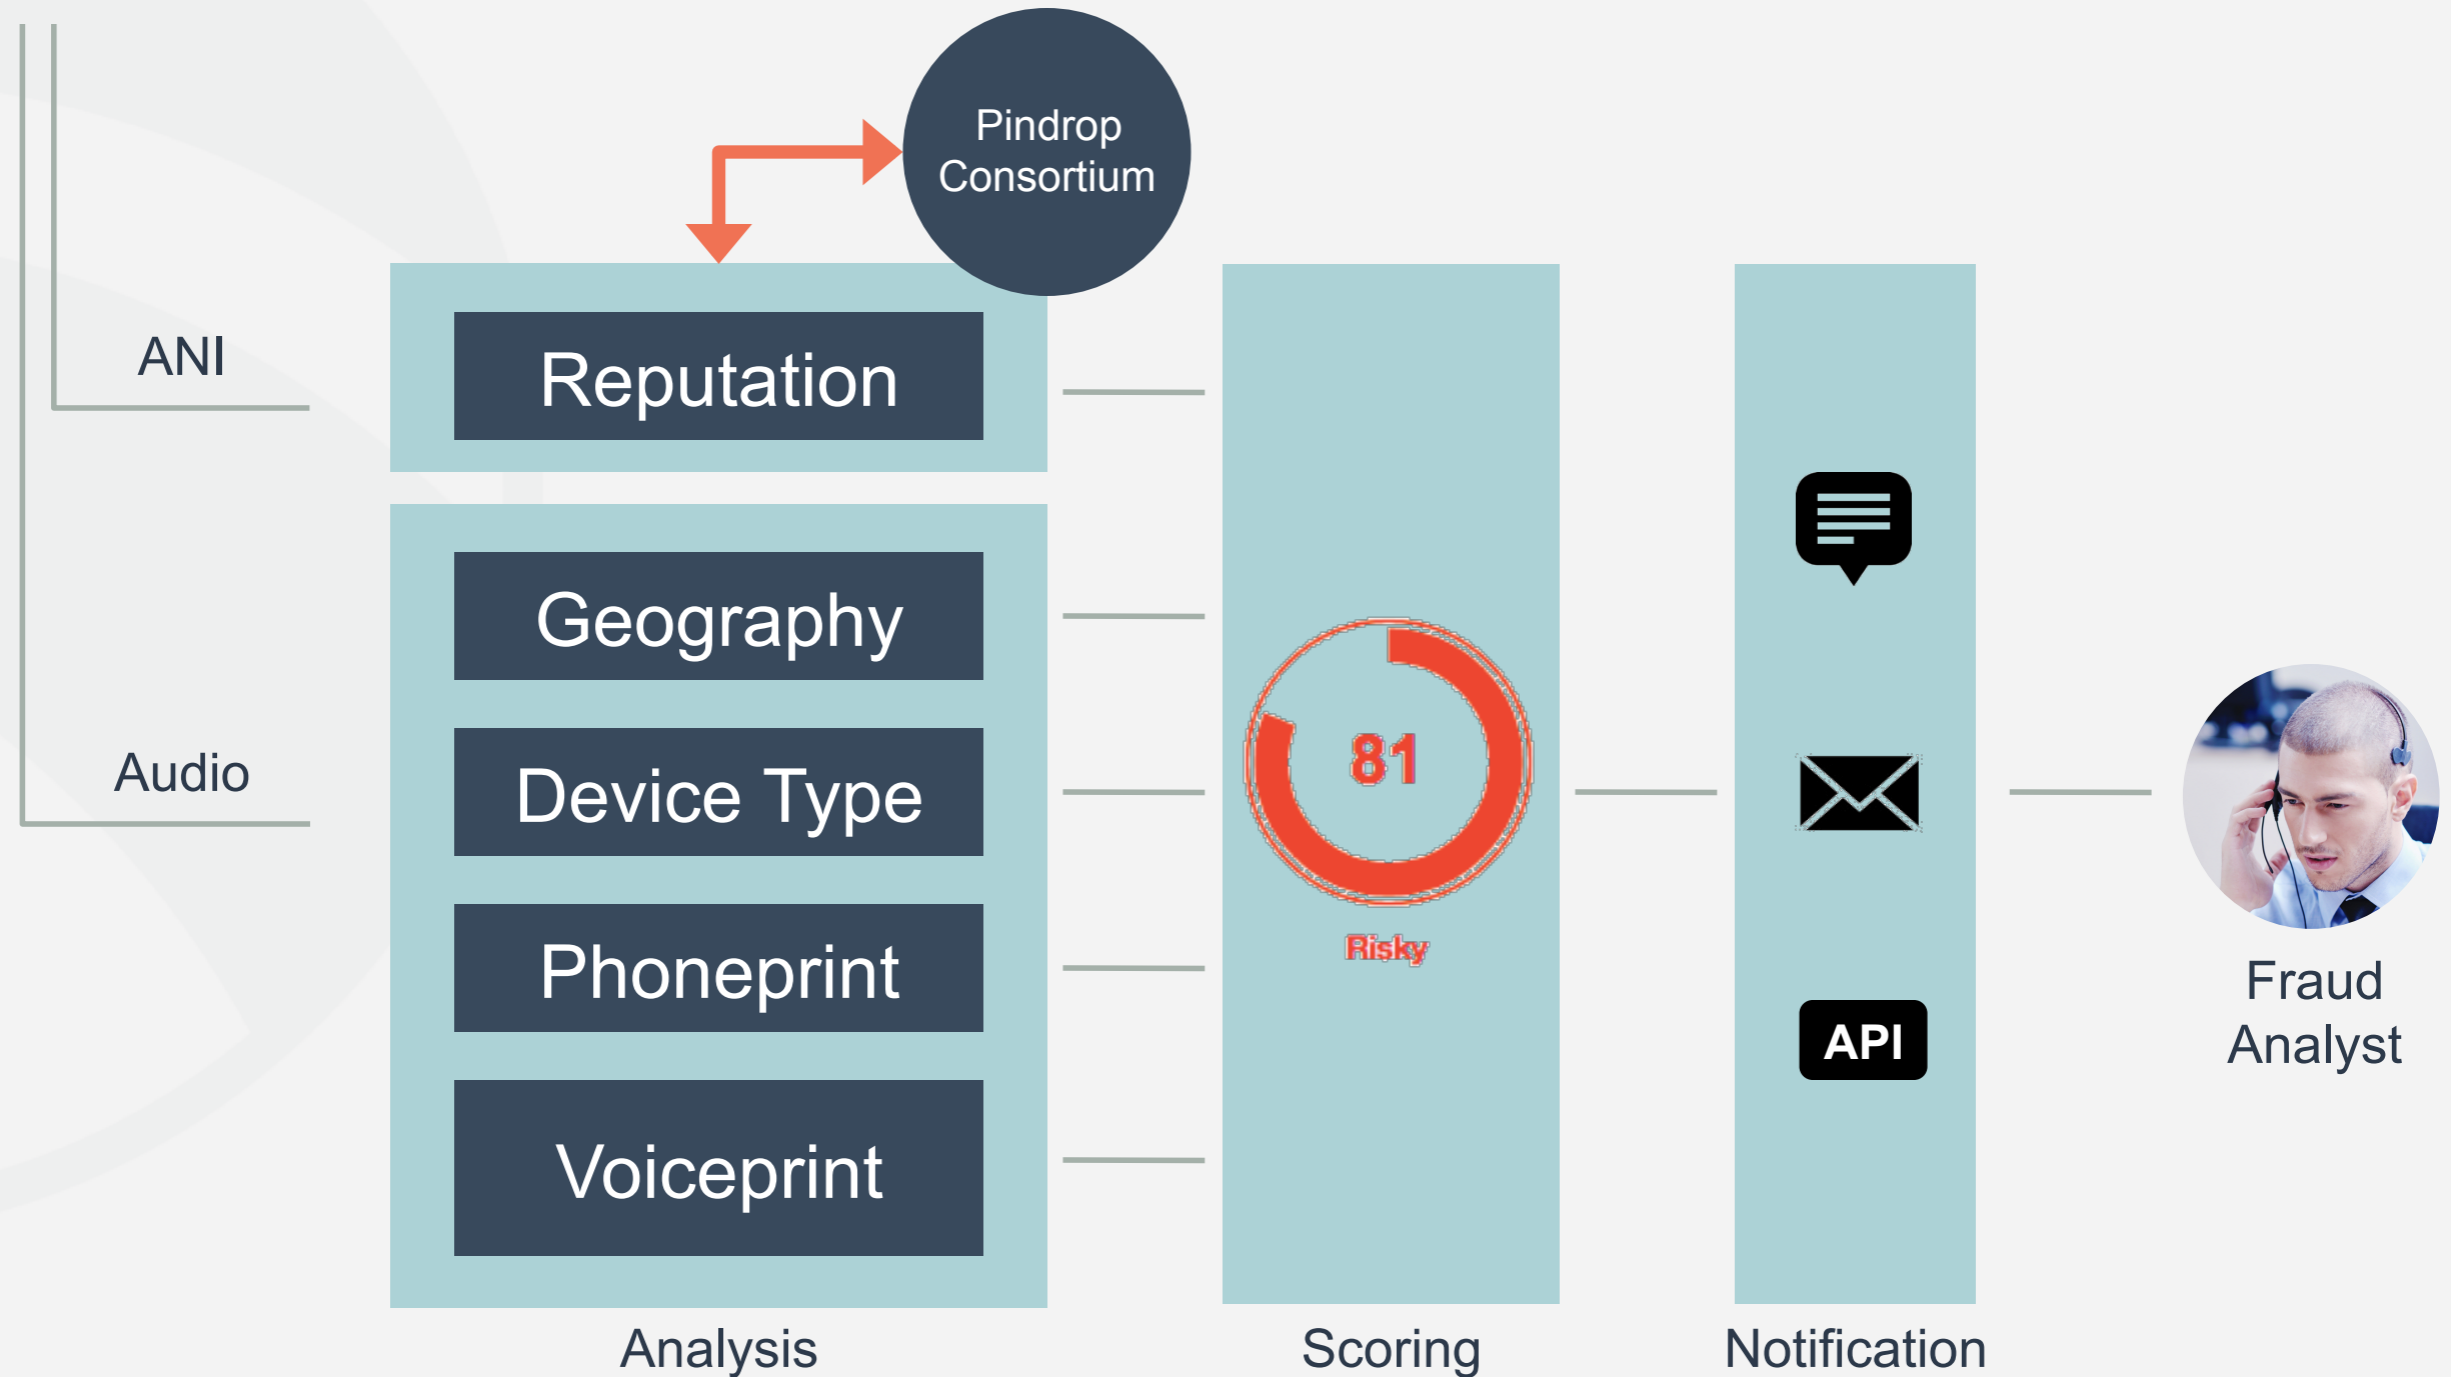 Pindrop
Consortium
ANI
Reputation
Geography
Audio
Device Type
Phoneprint
Voiceprint
81
Risky
API
Fraud
Analyst
Analysis
Scoring
Notification